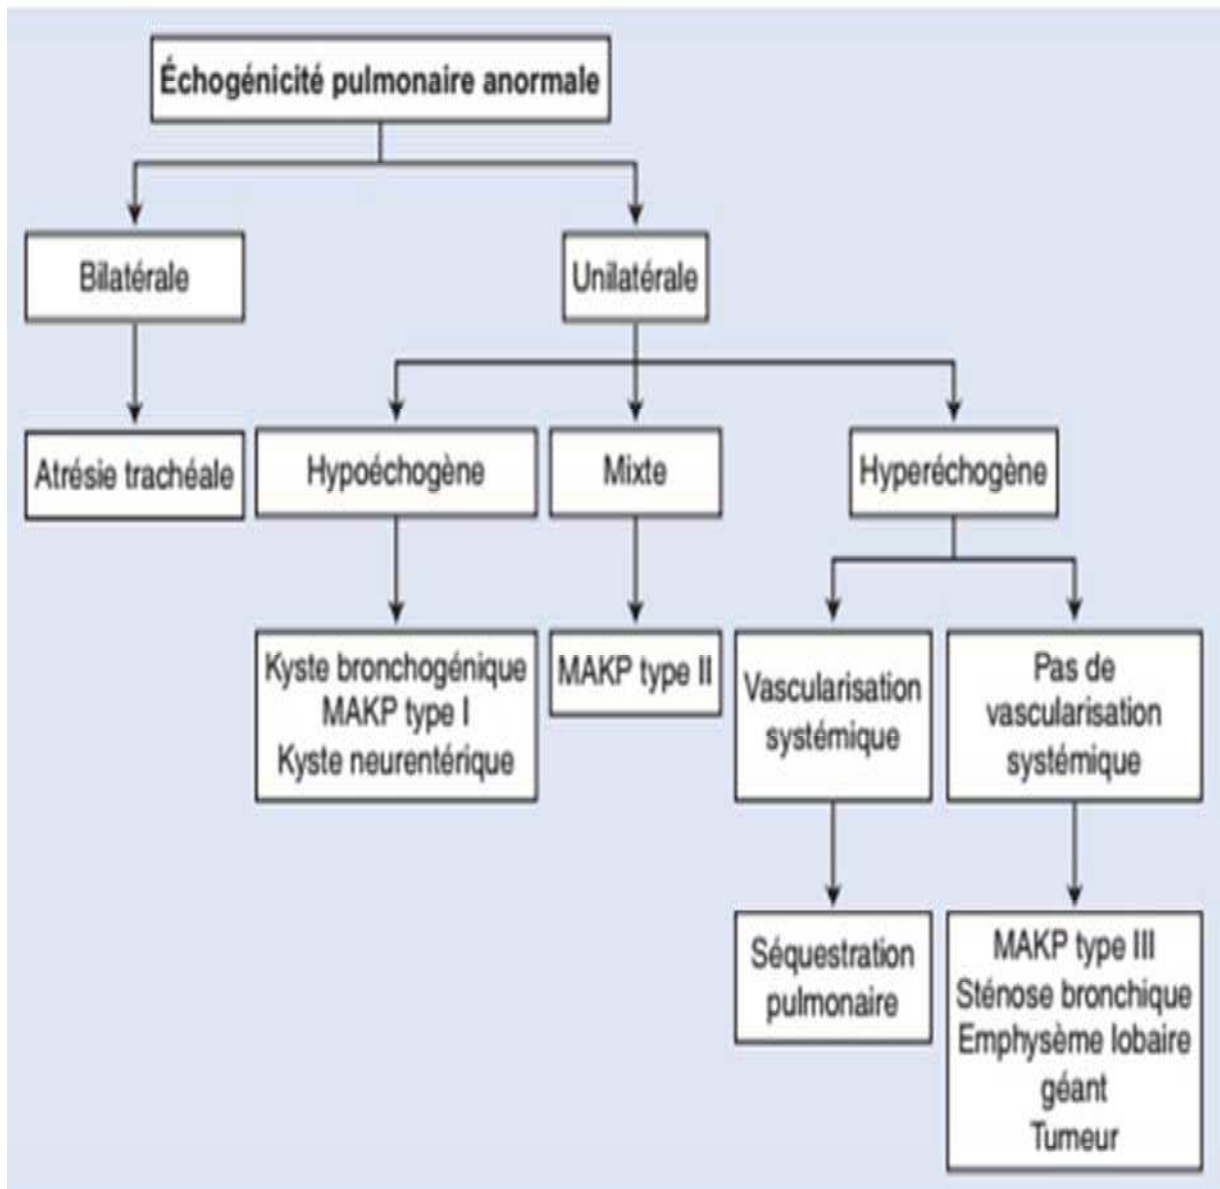 Échogénicité pulmonaire anormale
Bilatérale
Unilatérale
Atrésie trachéale
Hypoéchogène
Mixte
Hyperéchogène
Kyste bronchogénique
MAKP type I
Kyste neurentérique
MAKP type II
Vascularisation
systémique
Pas de
vascularisation
systémique
Séquestration
pulmonaire
MAKP type III
Sténose bronchique
Emphysème lobaire
géant
Tumeur